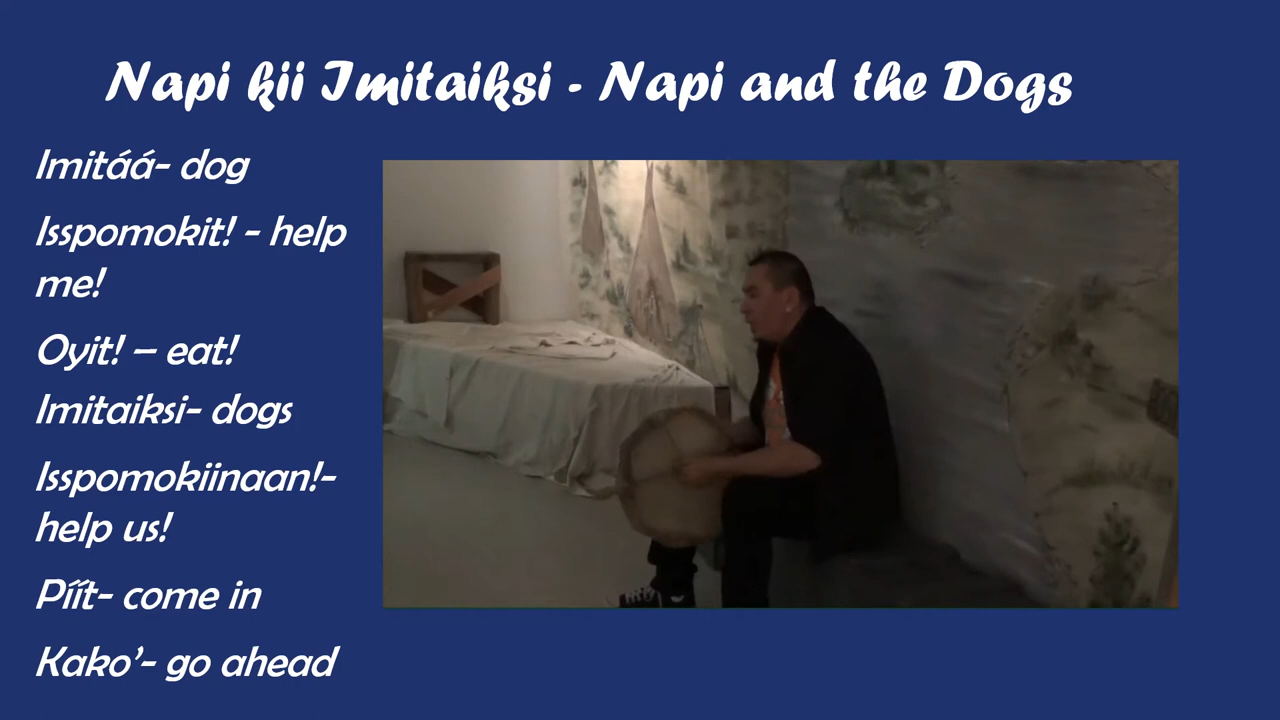 Napi kii Imitaiksi - Napi and the Dogs
Imitáá- dog
Isspomokit! - help
me!
Oyit! – eat!
Imitaiksi- dogs
Isspomokiinaan!-
help us!
Píít- come in
Kako’- go ahead